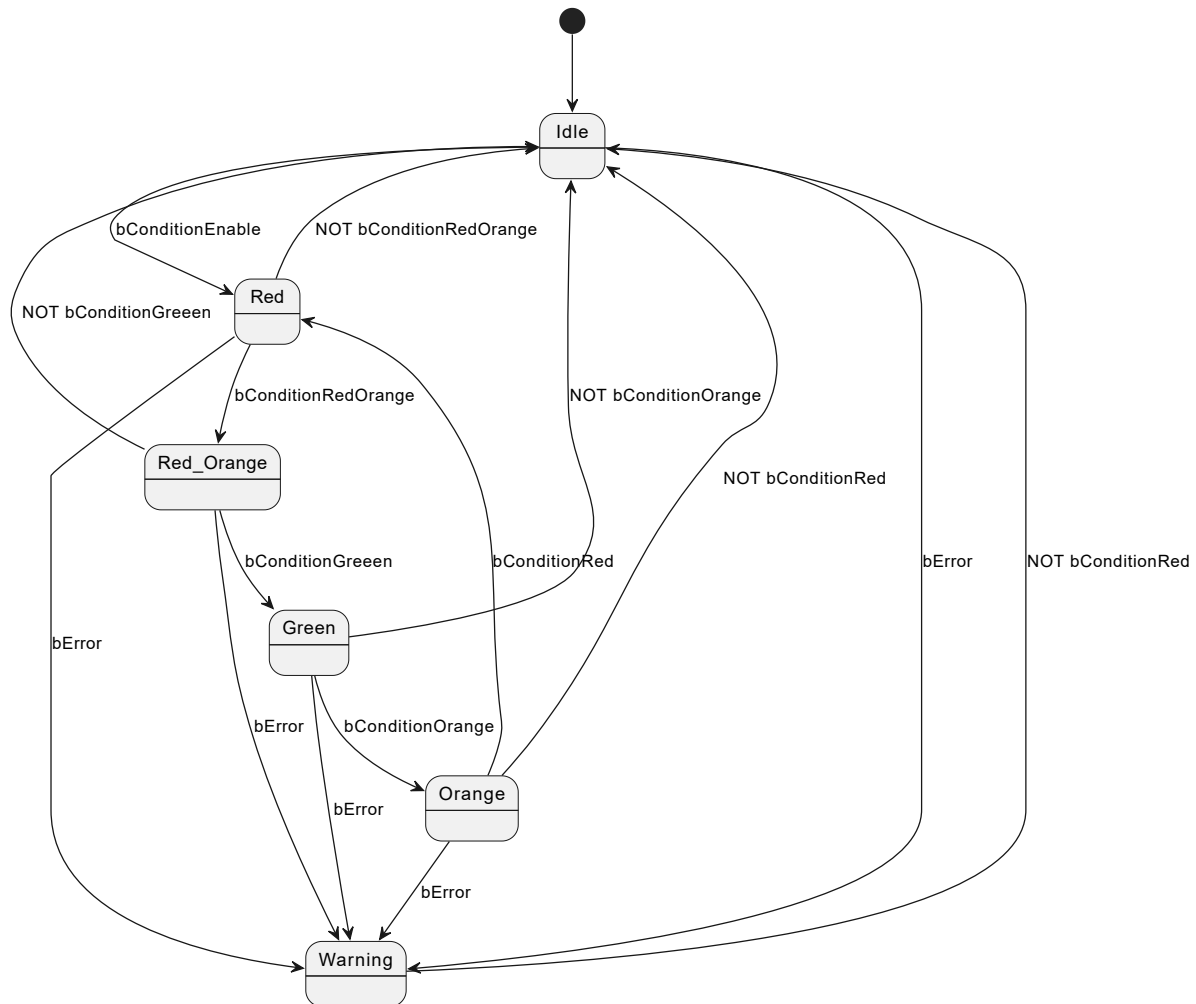 Idle
bConditionEnable
NOT bConditionRedOrange
Red
NOT bConditionGreeen
bConditionRedOrange
NOT bConditionOrange
Red_Orange
NOT bConditionRed
bConditionGreeen
bConditionRed
bError
NOT bConditionRed
Green
bError
bError
bConditionOrange
Orange
bError
bError
Warning